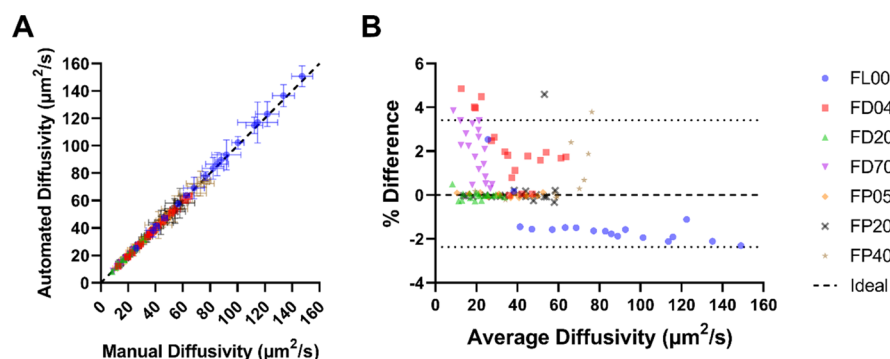 A
Automated Diffusivity (µm²/s)
160
140
120
100
80
60
40
20
0
0
20
40
60
80
100
120
140
160
Manual Diffusivity (µm²/s)
B
% Difference
6
4
2
0
-2
-4
0
20
40
60
80
100
120
140
160
Average Diffusivity (µm²/s)
FL00
FD04
FD20
FD70
FP05
FP20
FP40
Ideal